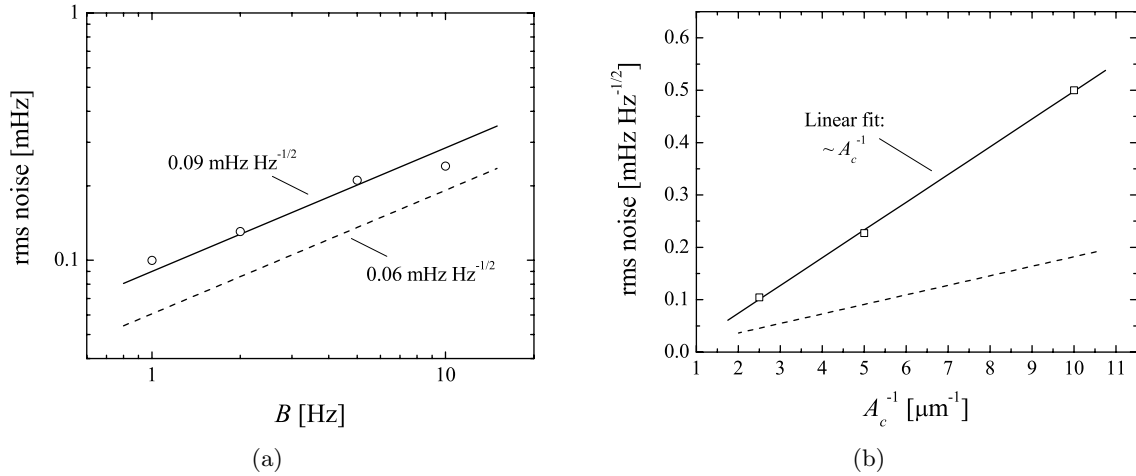 1
0.1
rms noise [mHz]
0.09 mHz Hz^-1/2
0.06 mHz Hz^-1/2
1
10
B [Hz]
(a)
0.6
0.5
0.4
0.3
0.2
0.1
0.0
rms noise [mHz Hz^-1/2]
Linear fit:
~ A_c^-1
1 2 3 4 5 6 7 8 9 10 11
A_c^-1 [μm^-1]
(b)